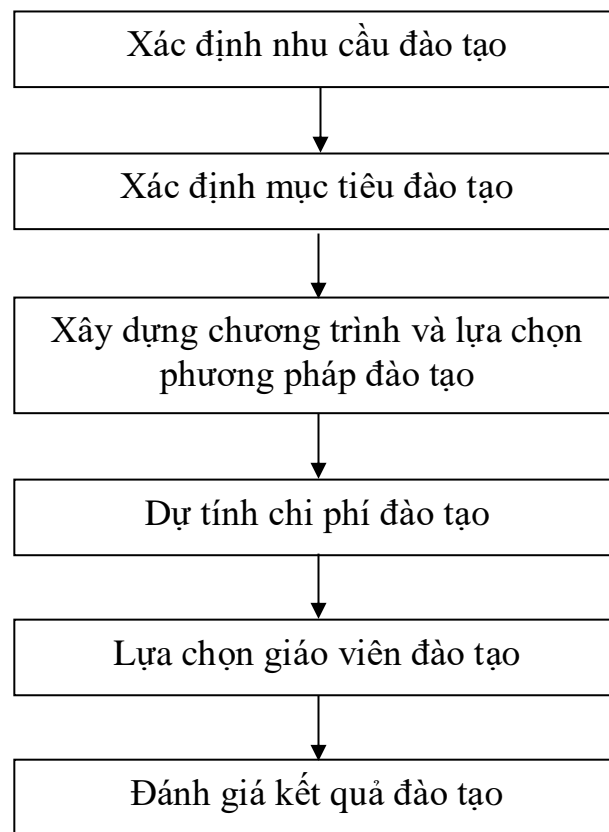 Xác định nhu cầu đào tạo
Xác định mục tiêu đào tạo
Xây dựng chương trình và lựa chọn
phương pháp đào tạo
Dự tính chi phí đào tạo
Lựa chọn giáo viên đào tạo
Đánh giá kết quả đào tạo